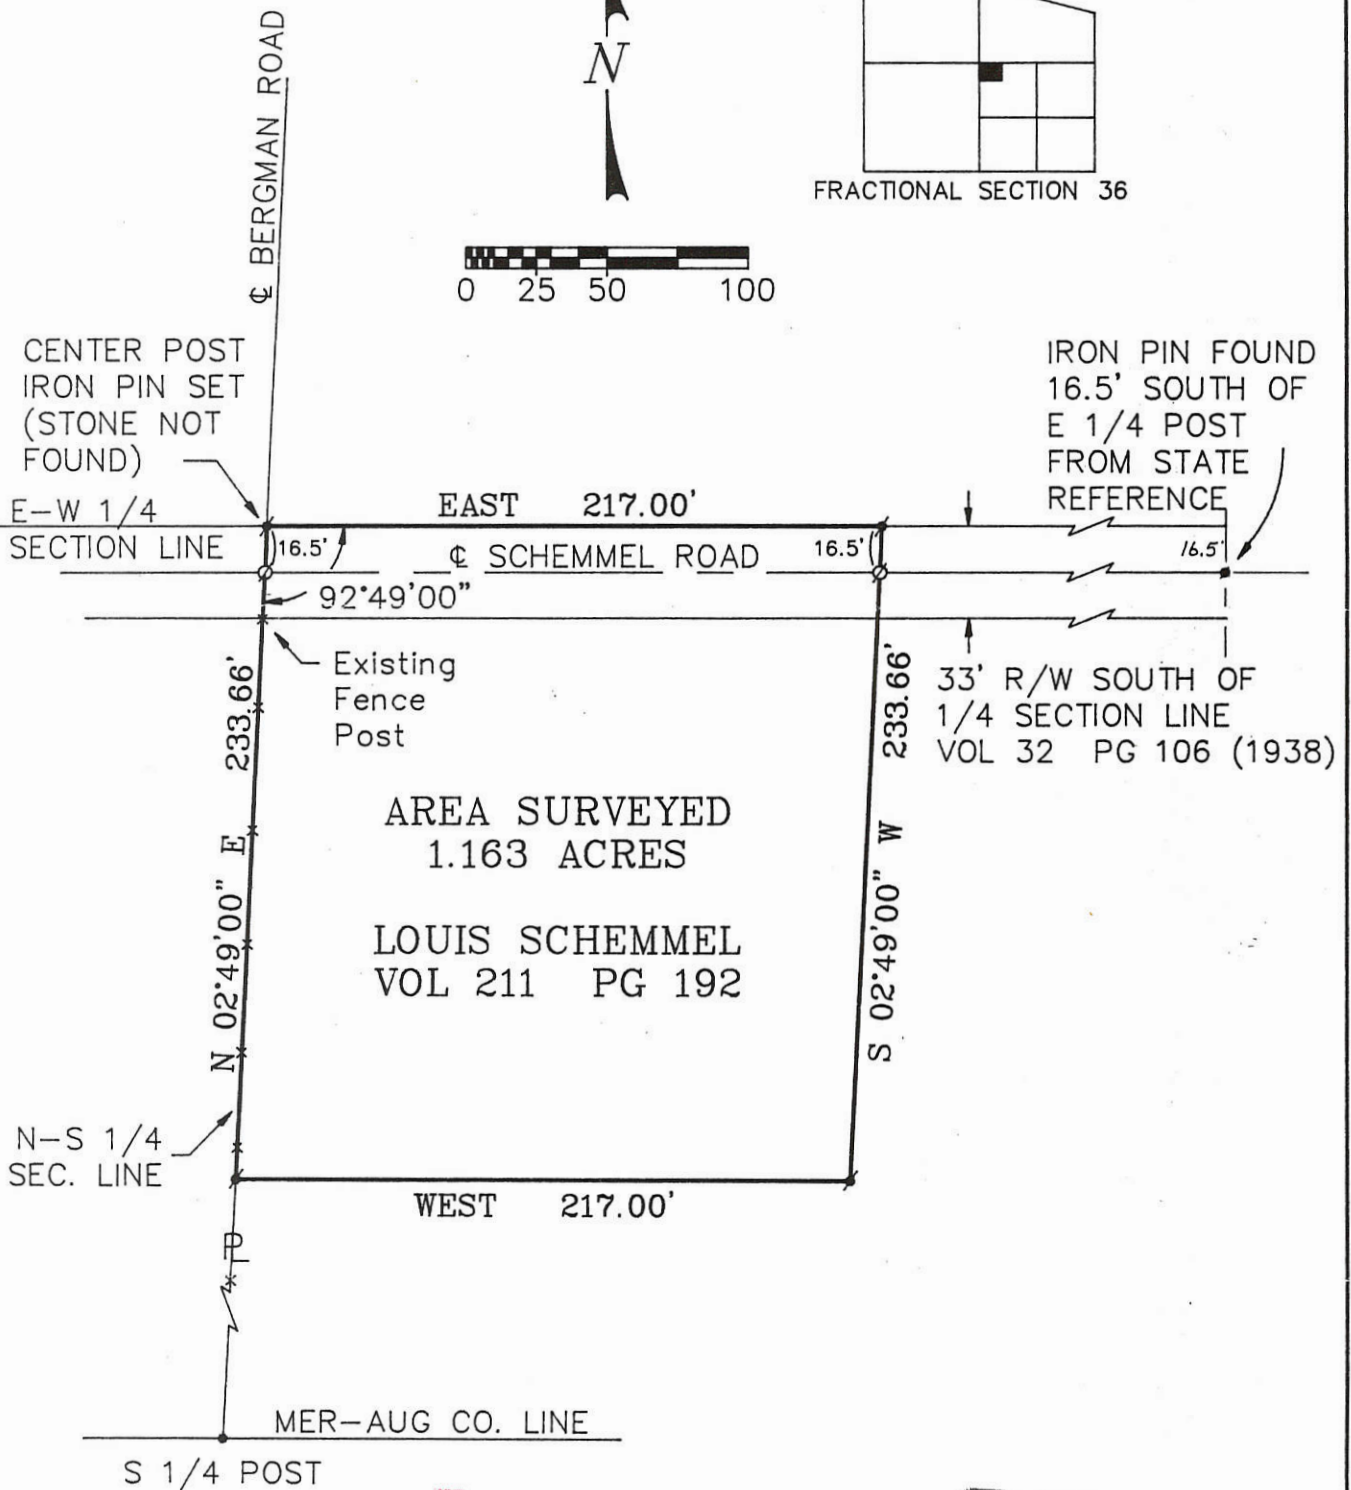 ℄ BERGMAN ROAD
N
FRACTIONAL SECTION 36
0 25 50 100
CENTER POST
IRON PIN SET
(STONE NOT
FOUND)
IRON PIN FOUND
16.5' SOUTH OF
E 1/4 POST
FROM STATE
REFERENCE
E-W 1/4
SECTION LINE
EAST 217.00'
16.5'
℄ SCHEMMEL ROAD
16.5'
16.5'
92°49'00"
Existing
Fence
Post
33' R/W SOUTH OF
1/4 SECTION LINE
VOL 32 PG 106 (1938)
N 02°49'00" E 233.66'
S 02°49'00" W 233.66'
AREA SURVEYED
1.163 ACRES
LOUIS SCHEMMEL
VOL 211 PG 192
N-S 1/4
SEC. LINE
WEST 217.00'
PL
MER-AUG CO. LINE
S 1/4 POST